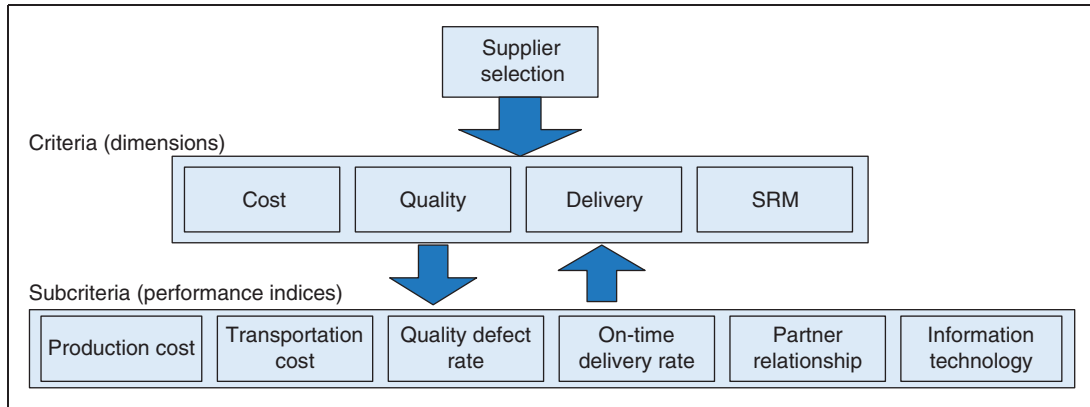 Supplier
selection
Criteria (dimensions)
Cost
Quality
Delivery
SRM
Subcriteria (performance indices)
Production cost
Transportation
cost
Quality defect
rate
On-time
delivery rate
Partner
relationship
Information
technology